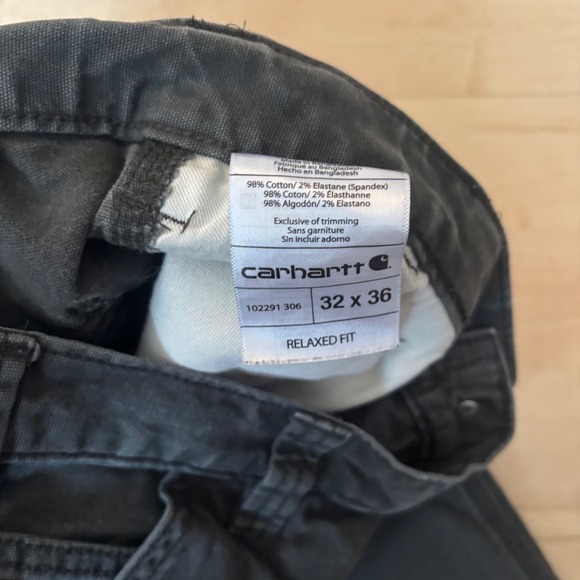 Made in Bangladesh
Fabriqué au Bangladesh
Hecho en Bangladesh
98% Cotton/ 2% Elastane (Spandex)
98% Coton/ 2% Élasthanne
98% Algodón/ 2% Elastano
Exclusive of trimming
Sans garniture
Sin incluir adorno
carhartt
102291 306
32 x 36
RELAXED FIT